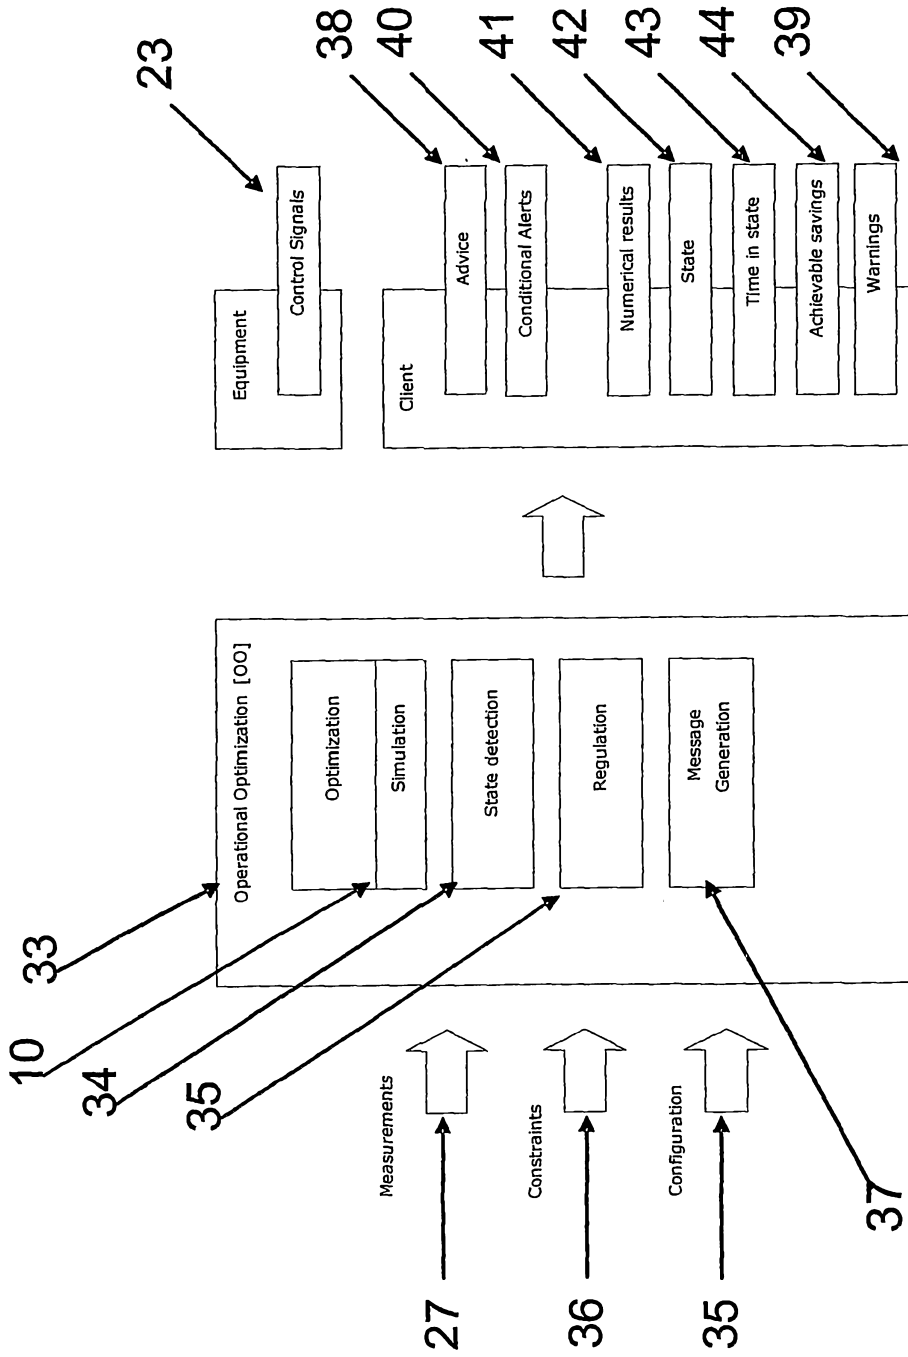 33
10
34
35
Measurements
27
Constraints
36
Configuration
35
37
Operational Optimization [OO]
Optimization
Simulation
State detection
Regulation
Message
Generation
Equipment
Control Signals
23
Client
Advice
38
Conditional Alerts
40
Numerical results
41
State
42
Time in state
43
Achievable savings
44
Warnings
39